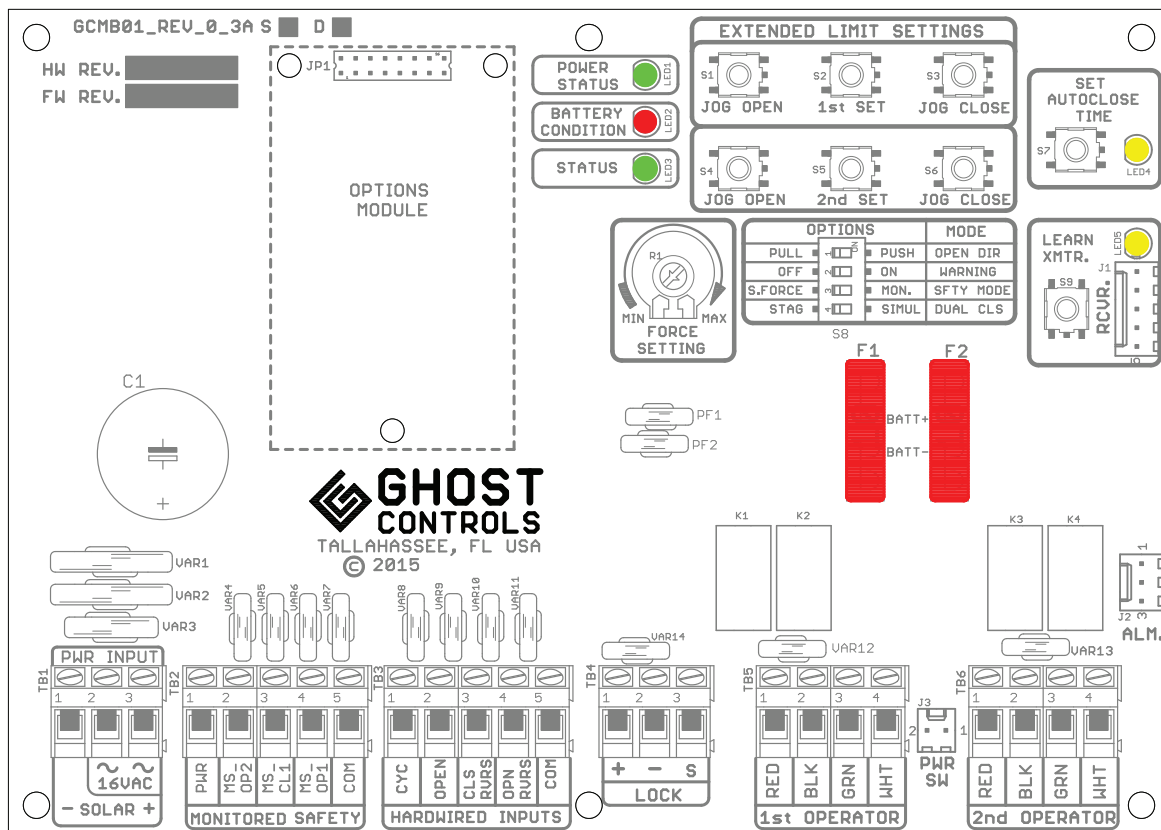 GCMB01_REV_0_3A S D
HW REV.
FW REV.
JP1
OPTIONS
MODULE
POWER
STATUS
LED1
BATTERY
CONDITION
LED2
STATUS
LED3
EXTENDED LIMIT SETTINGS
S1 S2 S3
JOG OPEN 1st SET JOG CLOSE
S4 S5 S6
JOG OPEN 2nd SET JOG CLOSE
SET
AUTOCLOSE
TIME
S7
LED4
R1
MIN MAX
FORCE
SETTING
OPTIONS MODE
ON
PULL 1 PUSH OPEN DIR
OFF 2 ON WARNING
S.FORCE 3 MON. SFTY MODE
STAG 4 SIMUL DUAL CLS
S8
LEARN
XMTR.
LED5
J1
S9
RCVR.
F1 F2
BATT+
BATT-
C1
+
PF1
PF2
GHOST
CONTROLS
TALLAHASSEE, FL USA
© 2015
K1 K2 K3 K4
VAR1
VAR2
VAR3
VAR4 VAR5 VAR6 VAR7
VAR8 VAR9 VAR10 VAR11
VAR14
VAR12
VAR13
1
J2 3
ALM.
PWR INPUT
TB1
1 2 3
16VAC
- SOLAR +
TB2
1 2 3 4 5
PWR
MS_
OP2
MS_
CL1
MS_
OP1
COM
MONITORED SAFETY
TB3
1 2 3 4 5
CYC
OPEN
CLS
RVRS
OPN
RVRS
COM
HARDWIRED INPUTS
TB4
1 2 3
+ - S
LOCK
TB5
1 2 3 4
RED
BLK
GRN
WHT
1st OPERATOR
J3
2 1
PWR
SW
TB6
1 2 3 4
RED
BLK
GRN
WHT
2nd OPERATOR